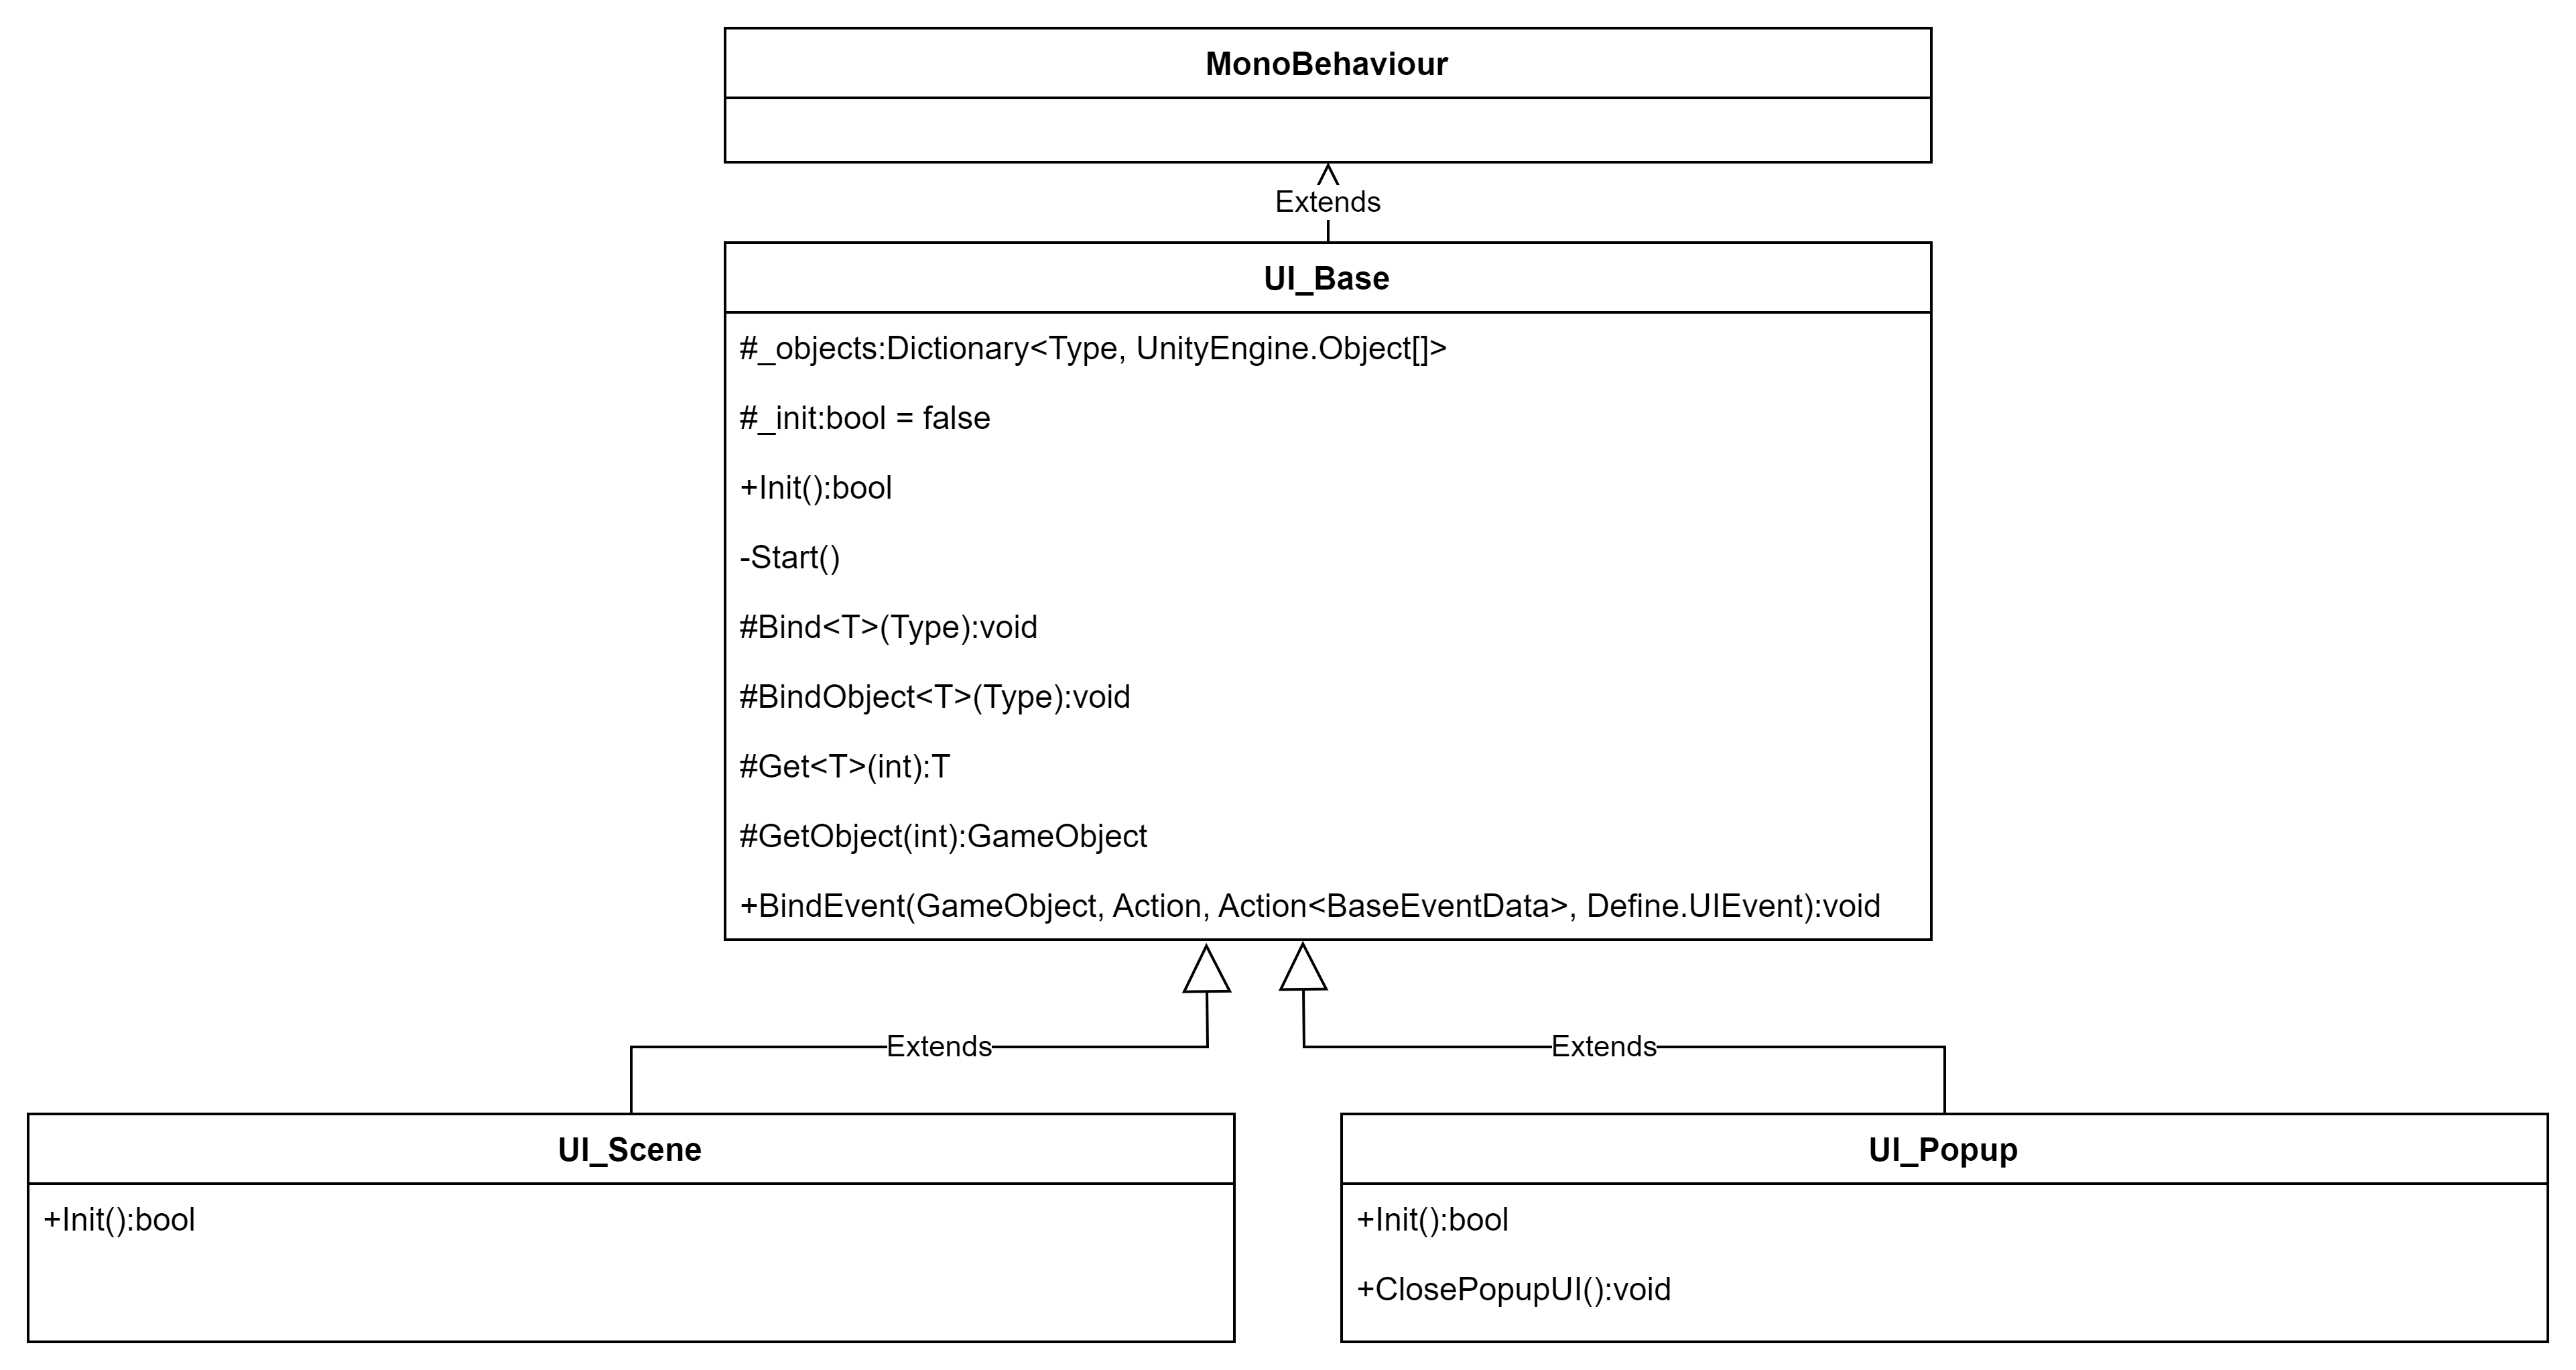 MonoBehaviour
Extends
UI_Base
#_objects:Dictionary<Type, UnityEngine.Object[]>
#_init:bool = false
+Init():bool
-Start()
#Bind<T>(Type):void
#BindObject<T>(Type):void
#Get<T>(int):T
#GetObject(int):GameObject
+BindEvent(GameObject, Action, Action<BaseEventData>, Define.UIEvent):void
Extends
Extends
UI_Scene
+Init():bool
UI_Popup
+Init():bool
+ClosePopupUI():void